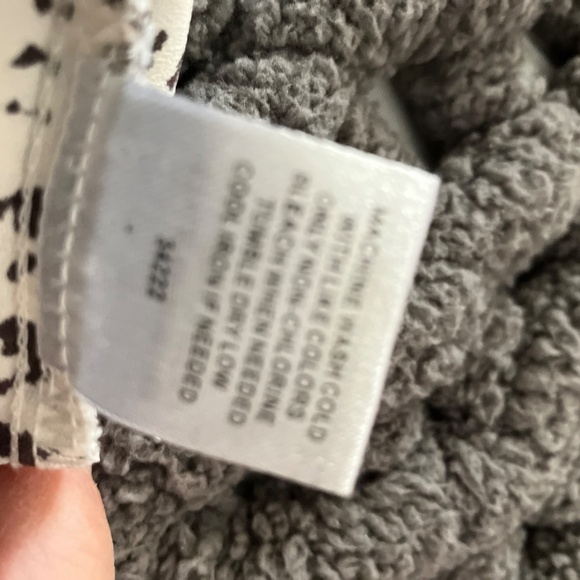 MACHINE WASH COLD
WITH LIKE COLORS
ONLY NON-CHLORINE
BLEACH WHEN NEEDED
TUMBLE DRY LOW
COOL IRON IF NEEDED